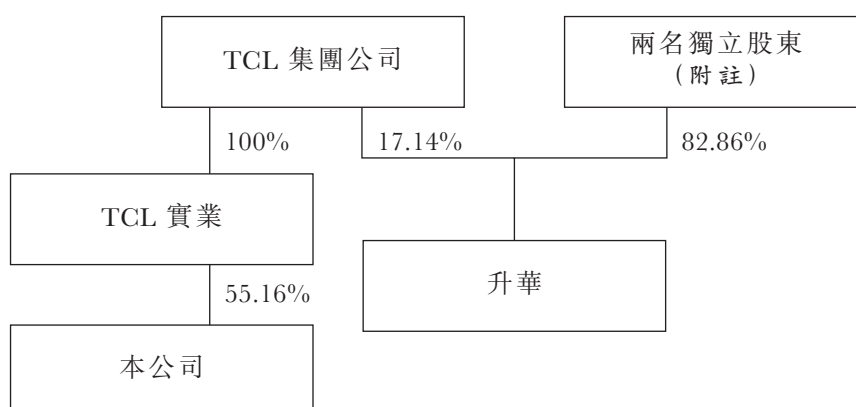 TCL 集團公司
兩名獨立股東
(附註)
100%
17.14%
82.86%
TCL 實業
升華
55.16%
本公司